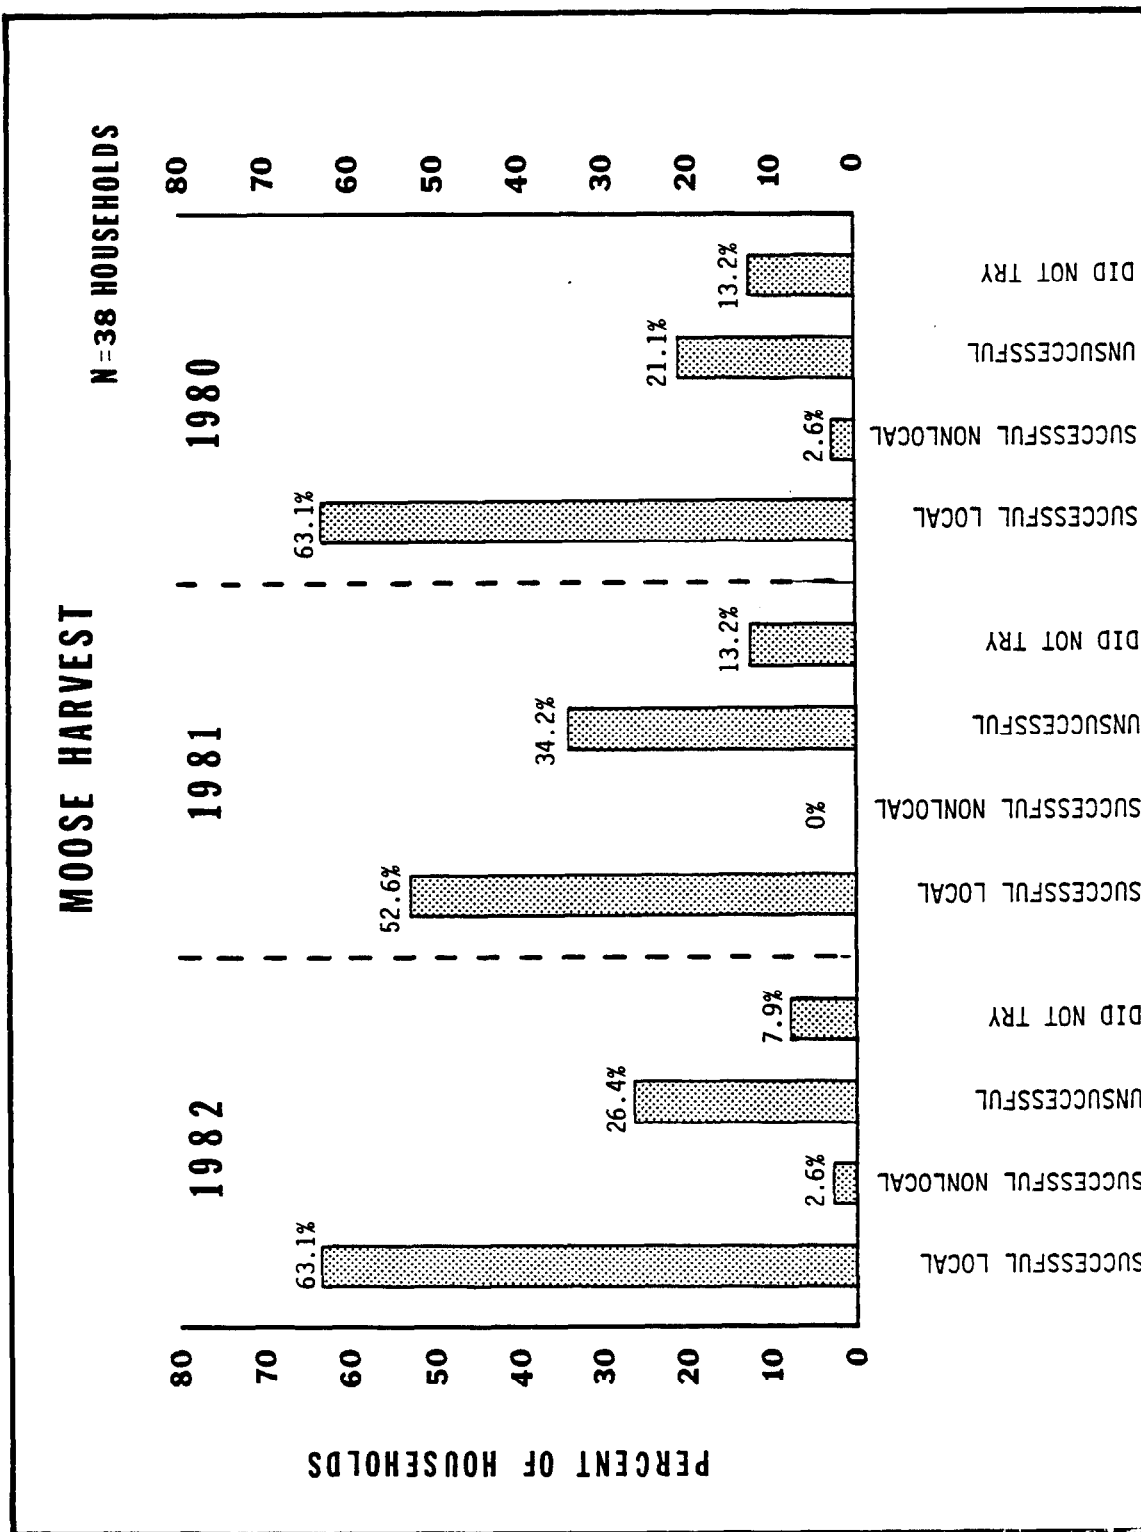 MOOSE HARVEST
N=38 HOUSEHOLDS
1982
1981
1980
PERCENT OF HOUSEHOLDS
80
70
60
50
40
30
20
10
0
63.1%
2.6%
26.4%
7.9%
52.6%
0%
34.2%
13.2%
63.1%
2.6%
21.1%
13.2%
80
70
60
50
40
30
20
10
0
SUCCESSFUL LOCAL
SUCCESSFUL NONLOCAL
UNSUCCESSFUL
DID NOT TRY
SUCCESSFUL LOCAL
SUCCESSFUL NONLOCAL
UNSUCCESSFUL
DID NOT TRY
SUCCESSFUL LOCAL
SUCCESSFUL NONLOCAL
UNSUCCESSFUL
DID NOT TRY